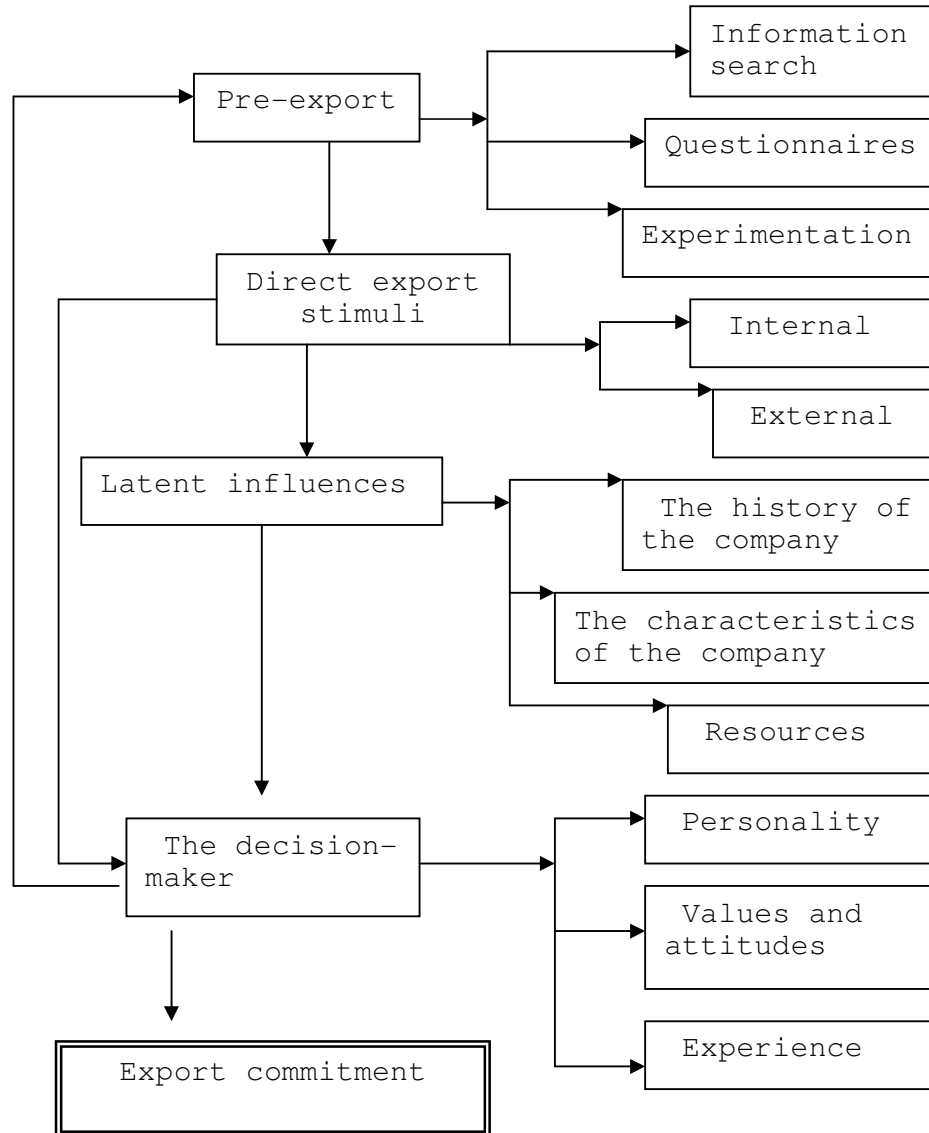 Information
search
Pre-export
Questionnaires
Experimentation
Direct export
stimuli
Internal
External
Latent influences
The history of
the company
The characteristics
of the company
Resources
Personality
The decision-
maker
Values and
attitudes
Experience
Export commitment